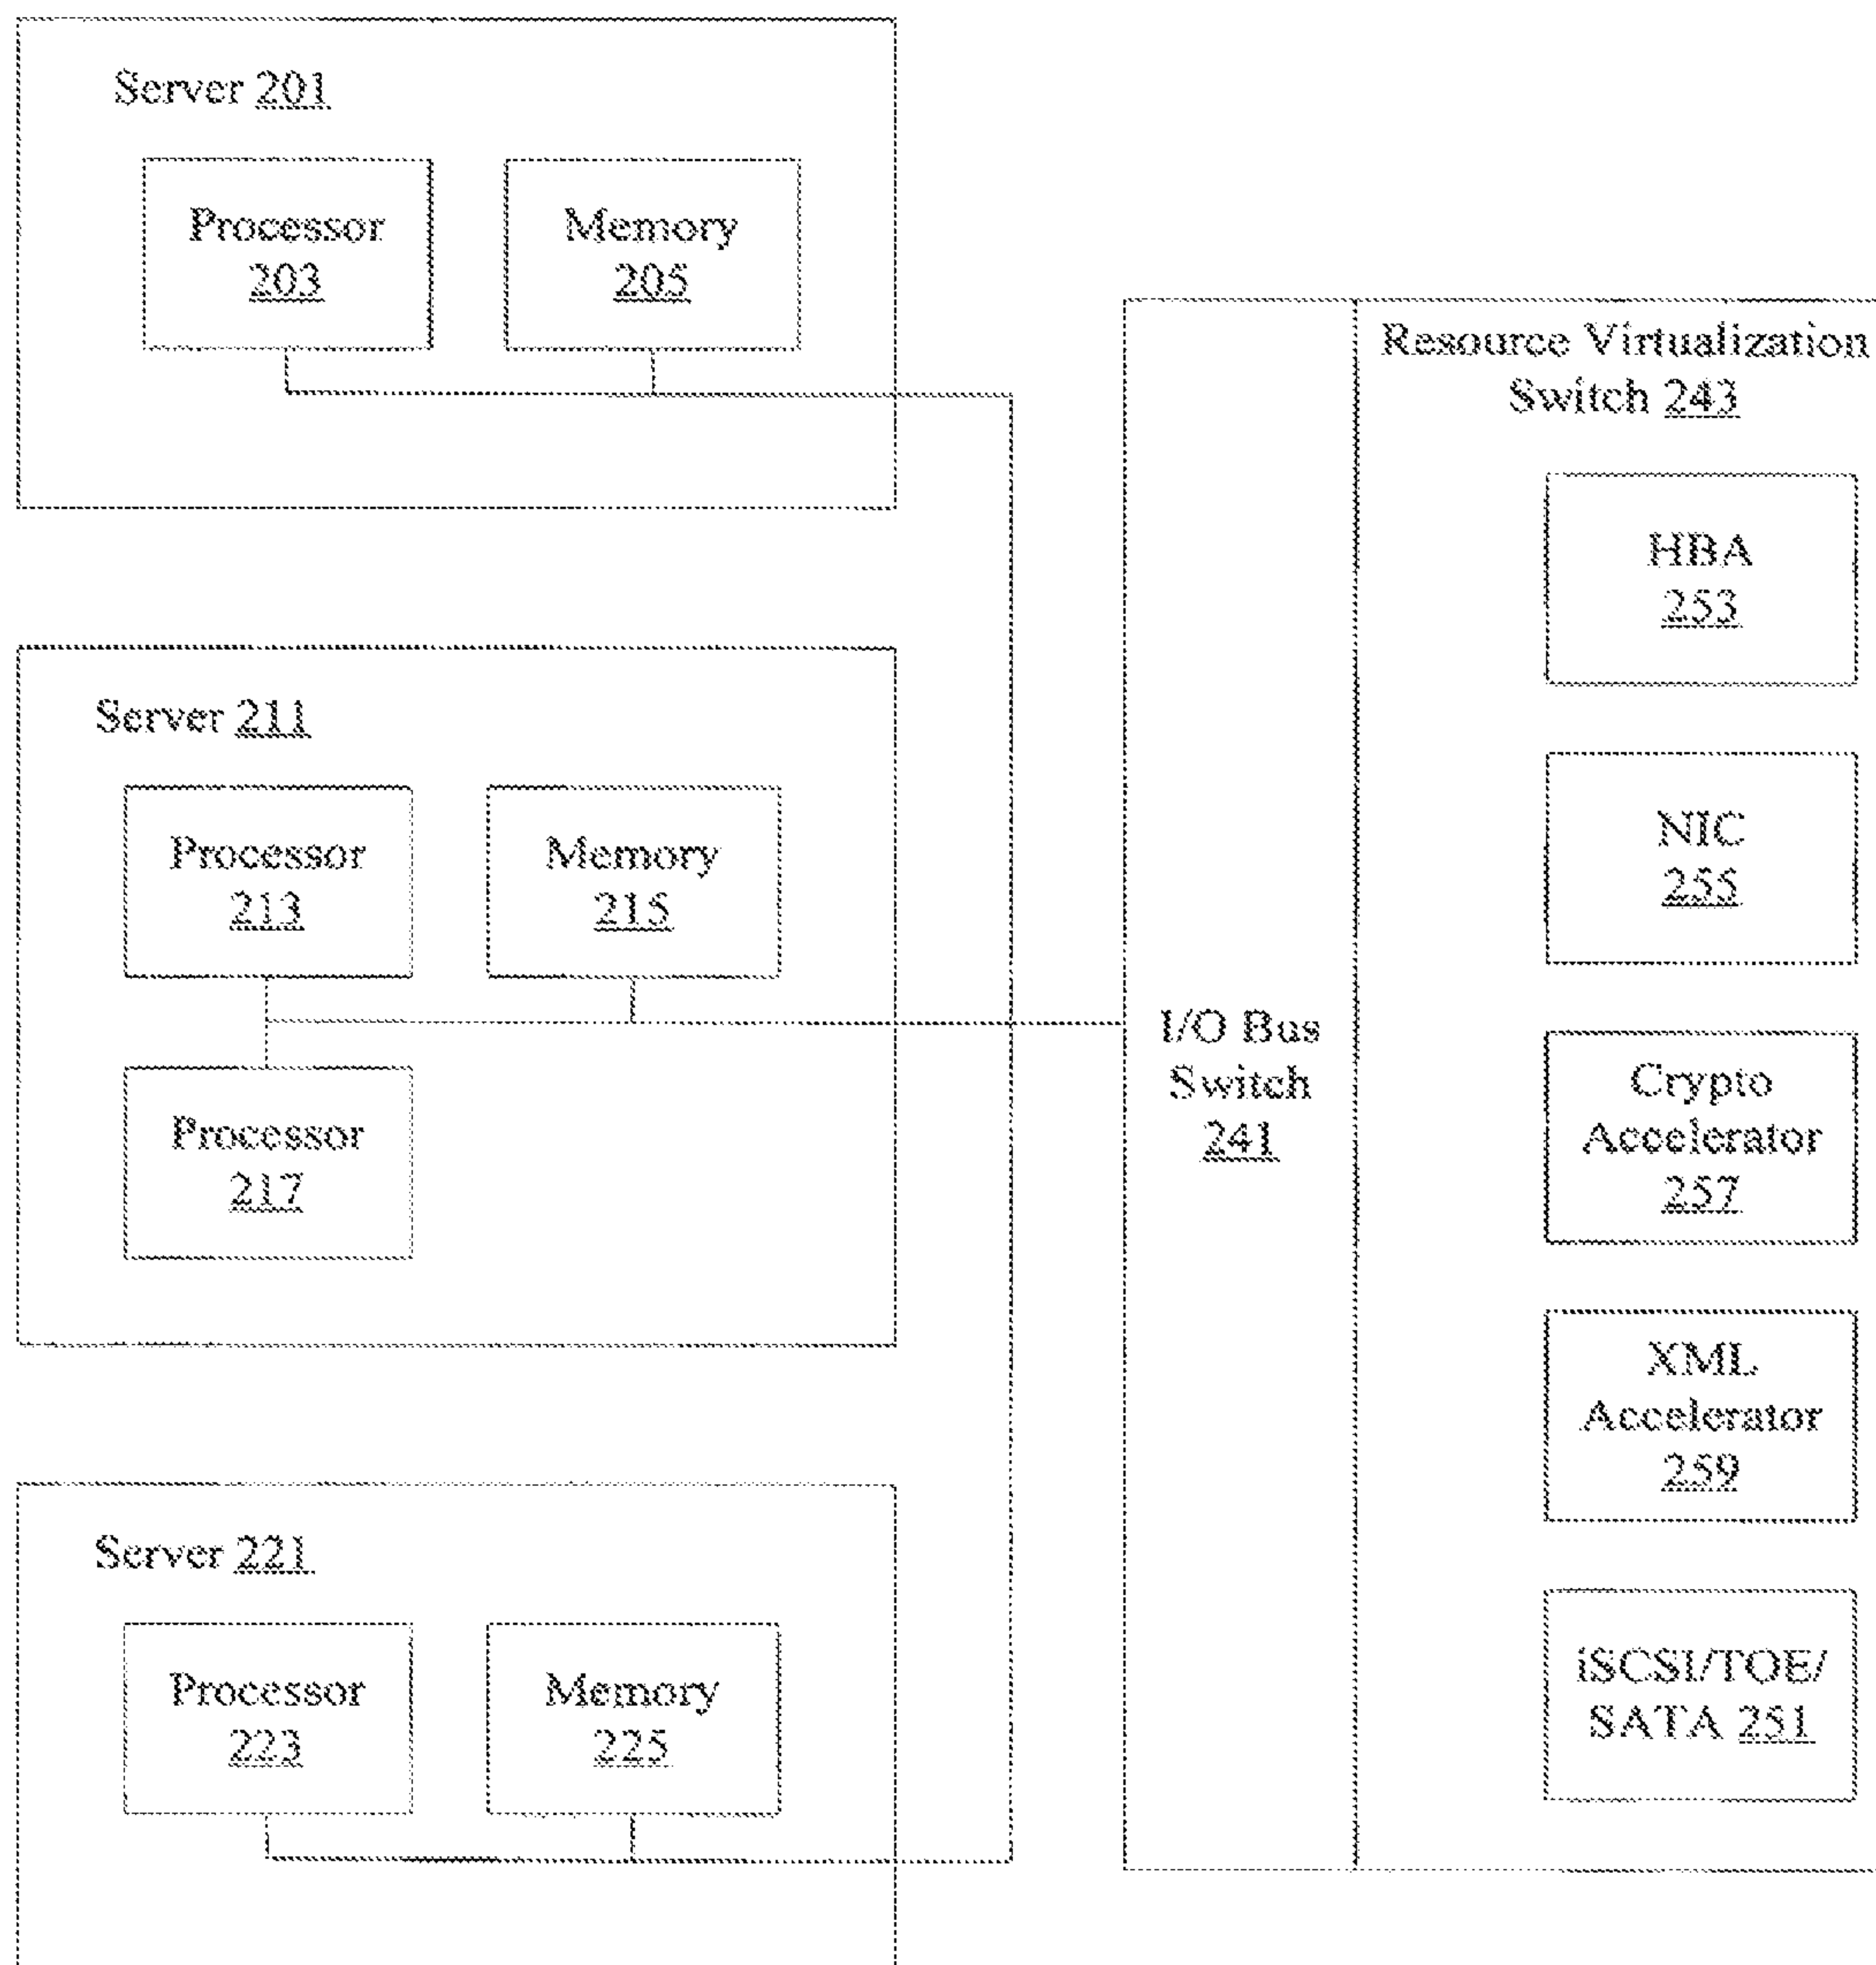 Server 201
Processor
203
Memory
205
Server 211
Processor
213
Memory
215
Processor
217
Server 221
Processor
223
Memory
225
I/O Bus
Switch
241
Resource Virtualization
Switch 243
HBA
253
NIC
255
Crypto
Accelerator
257
XML
Accelerator
259
iSCSI/TOE/
SATA 251